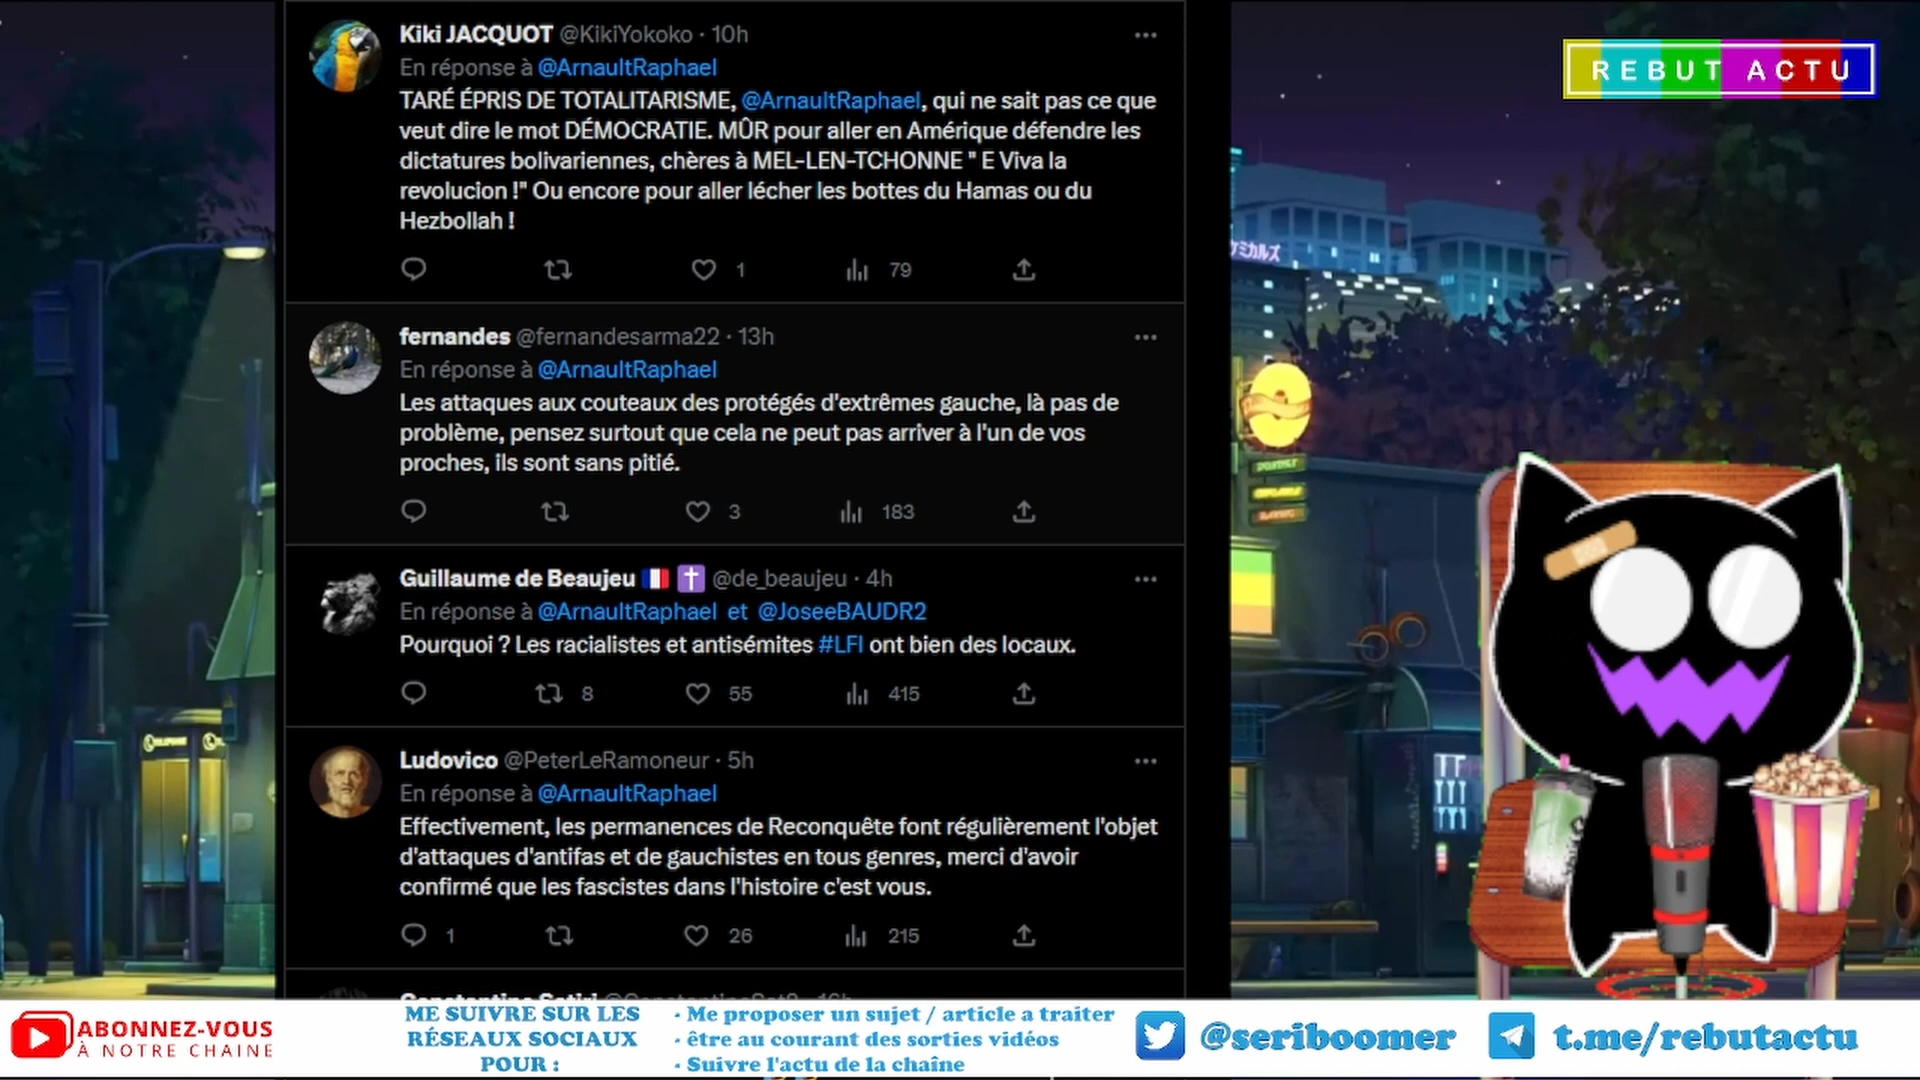 Kiki JACQUOT @KikiYokoko · 10h
En réponse à @ArnaultRaphael
TARÉ ÉPRIS DE TOTALITARISME, @ArnaultRaphael, qui ne sait pas ce que
veut dire le mot DÉMOCRATIE. MÛR pour aller en Amérique défendre les
dictatures bolivariennes, chères à MEL-LEN-TCHONNE " E Viva la
revolucion !" Ou encore pour aller lécher les bottes du Hamas ou du
Hezbollah !
1 79
fernandes @fernandesarma22 · 13h
En réponse à @ArnaultRaphael
Les attaques aux couteaux des protégés d'extrêmes gauche, là pas de
problème, pensez surtout que cela ne peut pas arriver à l'un de vos
proches, ils sont sans pitié.
3 183
Guillaume de Beaujeu @de_beaujeu · 4h
En réponse à @ArnaultRaphael et @JoseeBAUDR2
Pourquoi ? Les racialistes et antisémites #LFI ont bien des locaux.
8 55 415
Ludovico @PeterLeRamoneur · 5h
En réponse à @ArnaultRaphael
Effectivement, les permanences de Reconquête font régulièrement l'objet
d'attaques d'antifas et de gauchistes en tous genres, merci d'avoir
confirmé que les fascistes dans l'histoire c'est vous.
1 26 215
REBUT ACTU
ケミカルズ
ABONNEZ-VOUS
À NOTRE CHAINE
ME SUIVRE SUR LES
RÉSEAUX SOCIAUX
POUR :
- Me proposer un sujet / article a traiter
- être au courant des sorties vidéos
- Suivre l'actu de la chaîne
@seriboomer
t.me/rebutactu